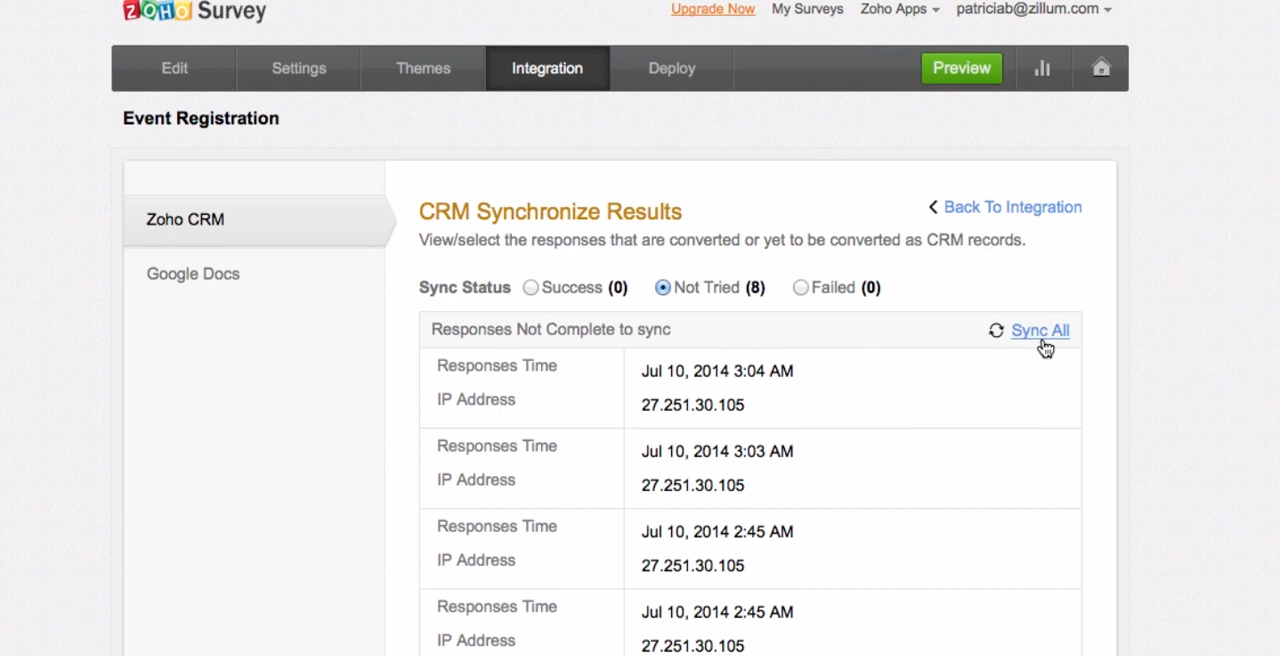 ZOHO Survey
Upgrade Now My Surveys Zoho Apps patriciab@zillum.com
Edit Settings Themes Integration Deploy Preview
Event Registration
Zoho CRM
Google Docs
CRM Synchronize Results
Back To Integration
View/select the responses that are converted or yet to be converted as CRM records.
Sync Status Success (0) Not Tried (8) Failed (0)
Responses Not Complete to sync Sync All
Responses Time Jul 10, 2014 3:04 AM
IP Address 27.251.30.105
Responses Time Jul 10, 2014 3:03 AM
IP Address 27.251.30.105
Responses Time Jul 10, 2014 2:45 AM
IP Address 27.251.30.105
Responses Time Jul 10, 2014 2:45 AM
IP Address 27.251.30.105